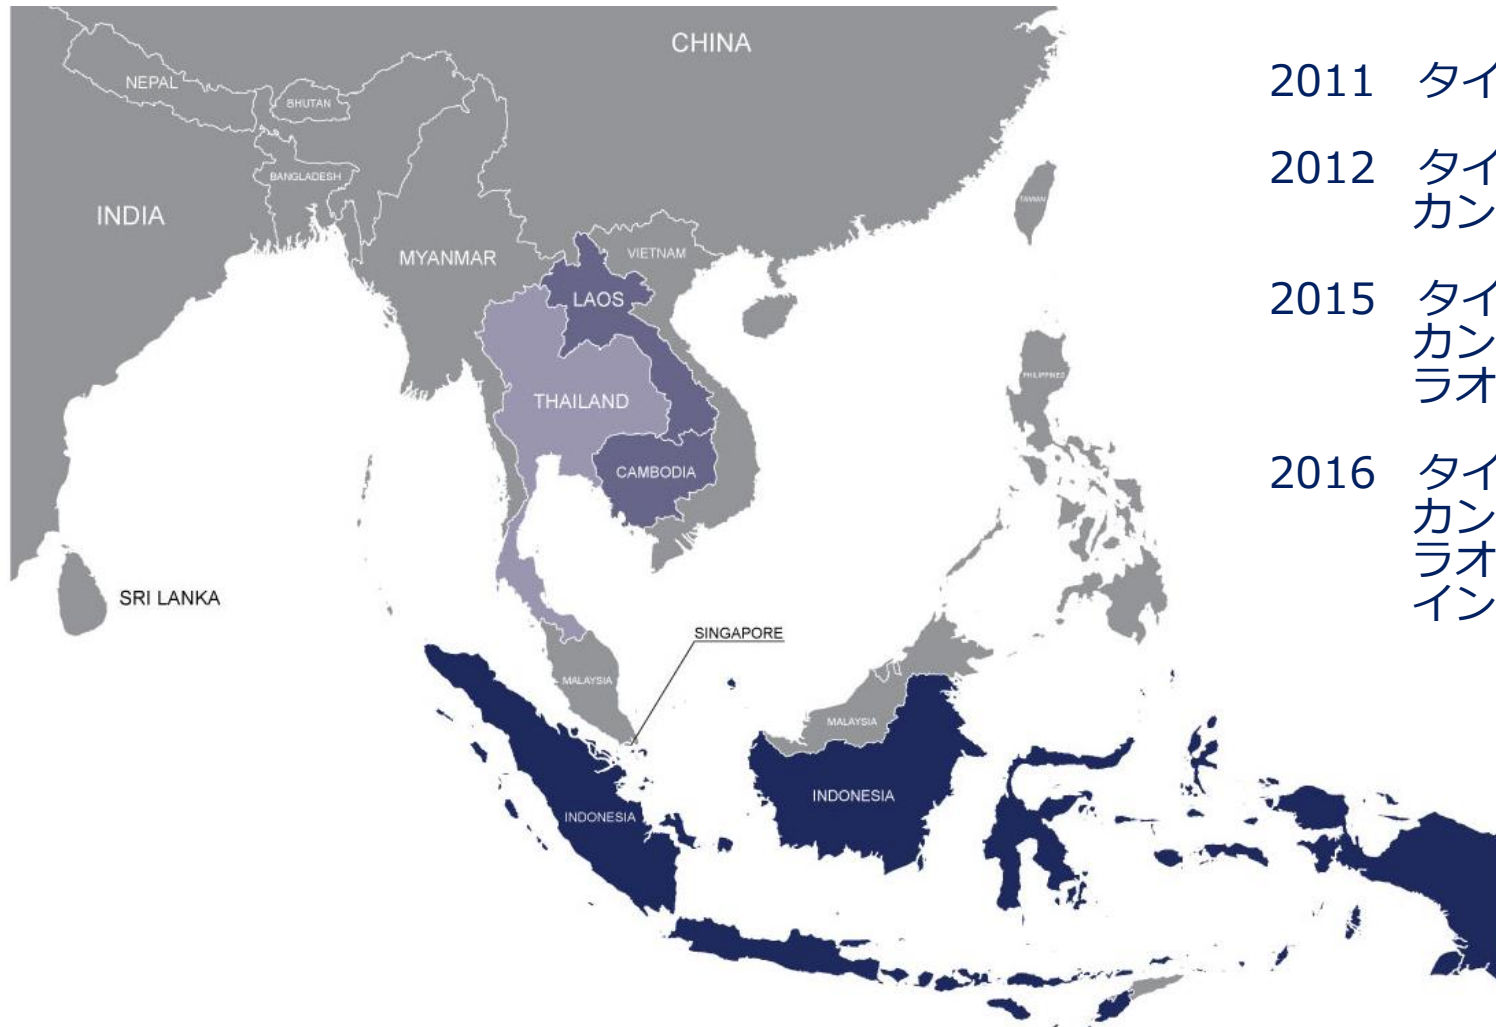 CHINA
NEPAL
BHUTAN
BANGLADESH
INDIA
MYANMAR
VIETNAM
LAOS
TAIWAN
THAILAND
PHILIPPINES
CAMBODIA
SRI LANKA
SINGAPORE
MALAYSIA
MALAYSIA
INDONESIA
INDONESIA
2011 タイ
2012 タイ
カン
2015 タイ
カン
ラオ
2016 タイ
カン
ラオ
イン